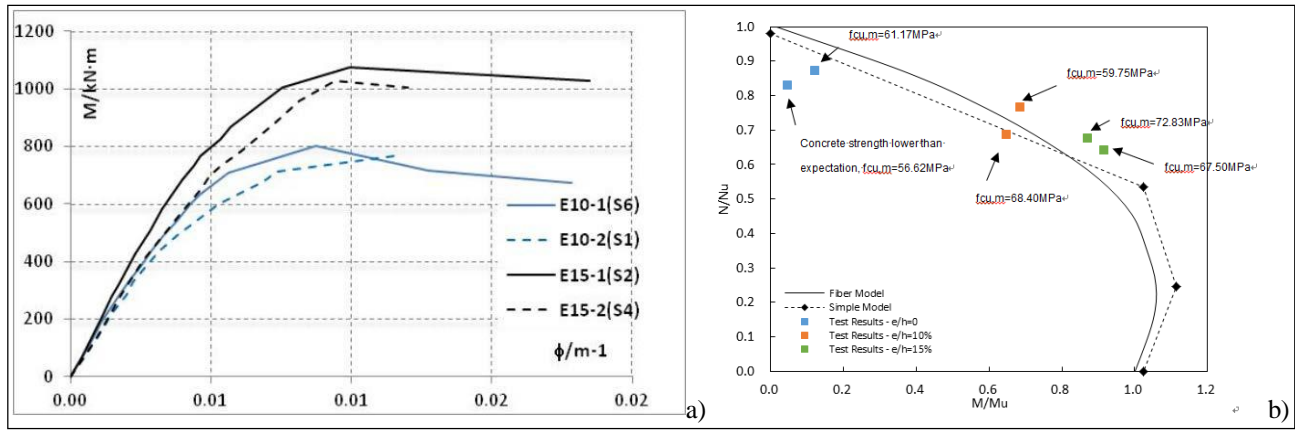 1200
1000
800
600
400
200
0
M/kN·m
E10-1(S6)
E10-2(S1)
E15-1(S2)
E15-2(S4)
ϕ/m-1
0.00
0.01
0.01
0.02
0.02
a)
1.0
0.9
0.8
0.7
0.6
0.5
0.4
0.3
0.2
0.1
0.0
N/Nu
fcu,m=61.17MPa
fcu,m=59.75MPa
fcu,m=72.83MPa
Concrete strength lower than
expectation, fcu,m=56.62MPa
fcu,m=67.50MPa
fcu,m=68.40MPa
Fiber Model
Simple Model
Test Results - e/h=0
Test Results - e/h=10%
Test Results - e/h=15%
0.0
0.2
0.4
0.6
0.8
1.0
1.2
M/Mu
b)